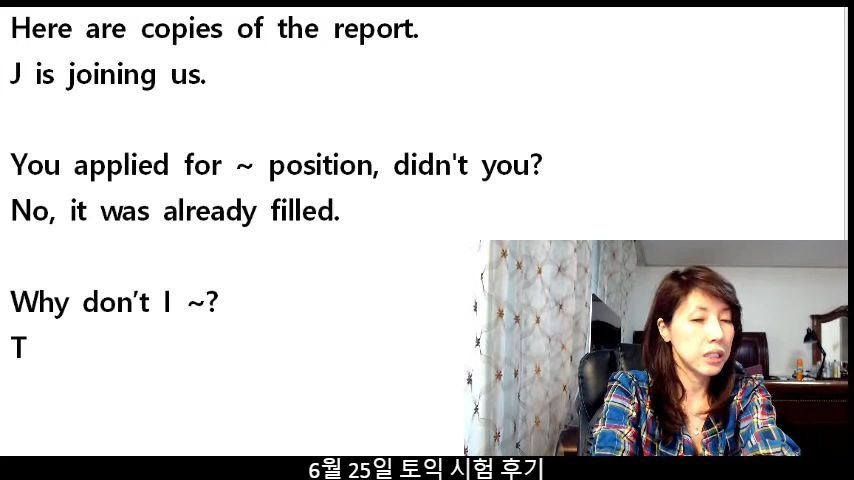 Here are copies of the report.
J is joining us.
You applied for ~ position, didn't you?
No, it was already filled.
Why don't I ~?
T
6월 25일 토익 시험 후기